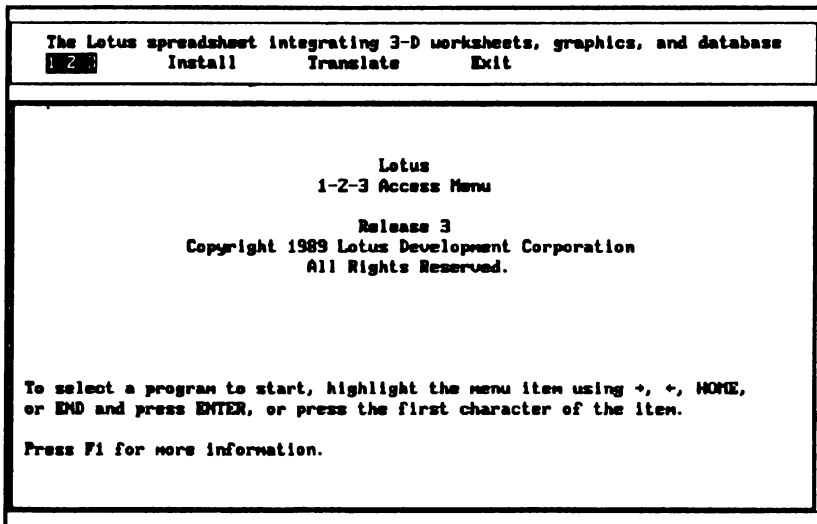 The Lotus spreadsheet integrating 3-D worksheets, graphics, and database
1 2 3 Install Translate Exit
Lotus
1-2-3 Access Menu
Release 3
Copyright 1989 Lotus Development Corporation
All Rights Reserved.
To select a program to start, highlight the menu item using →, ←, HOME,
or END and press ENTER, or press the first character of the item.
Press F1 for more information.